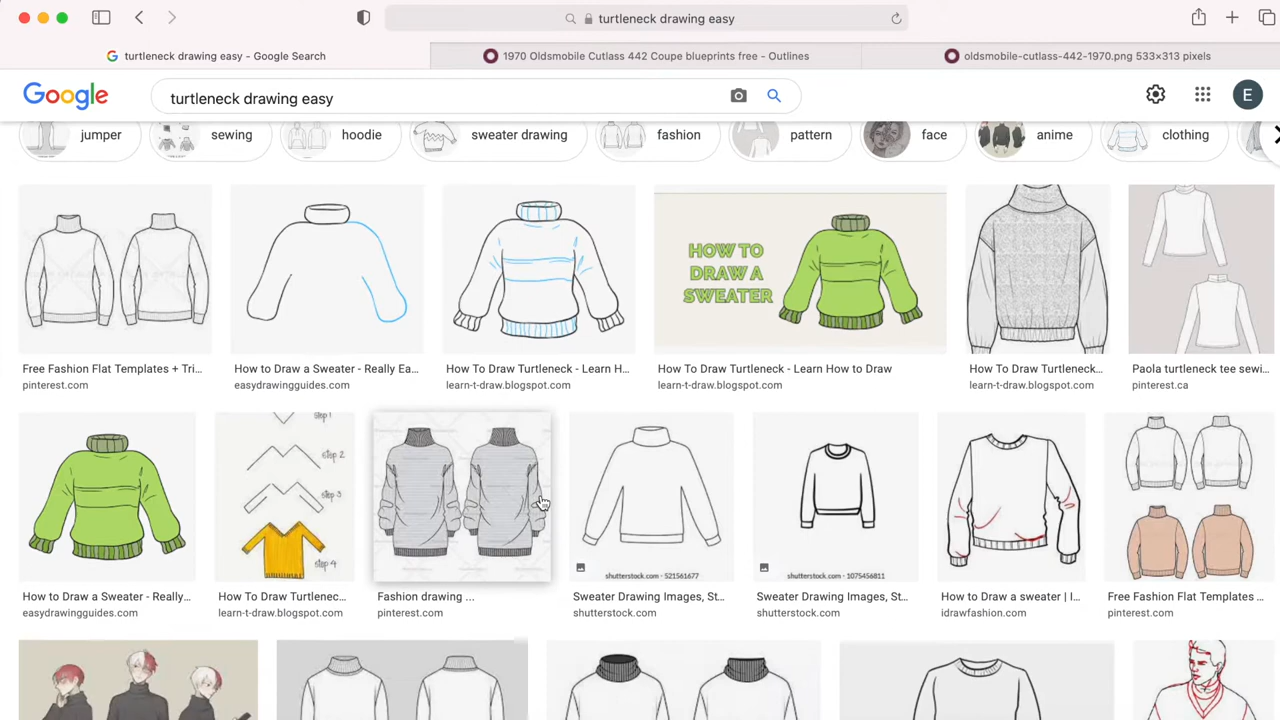 turtleneck drawing easy
turtleneck drawing easy - Google Search
1970 Oldsmobile Cutlass 442 Coupe blueprints free - Outlines
oldsmobile-cutlass-442-1970.png 533×313 pixels
Google
turtleneck drawing easy
E
jumper
sewing
hoodie
sweater drawing
fashion
pattern
face
anime
clothing
HOW TO
DRAW A
SWEATER
Free Fashion Flat Templates + Tri...
pinterest.com
How to Draw a Sweater - Really Ea...
easydrawingguides.com
How To Draw Turtleneck - Learn H...
learn-t-draw.blogspot.com
How To Draw Turtleneck - Learn How to Draw
learn-t-draw.blogspot.com
How To Draw Turtleneck...
learn-t-draw.blogspot.com
Paola turtleneck tee sewi...
pinterest.ca
Step 1
step 2
step 3
step 4
shutterstock.com · 521561677
shutterstock.com · 1075456811
How to Draw a Sweater - Really...
easydrawingguides.com
How To Draw Turtlenec...
learn-t-draw.blogspot.com
Fashion drawing ...
pinterest.com
Sweater Drawing Images, St...
shutterstock.com
Sweater Drawing Images, St...
shutterstock.com
How to Draw a sweater | I...
idrawfashion.com
Free Fashion Flat Templates ...
pinterest.com